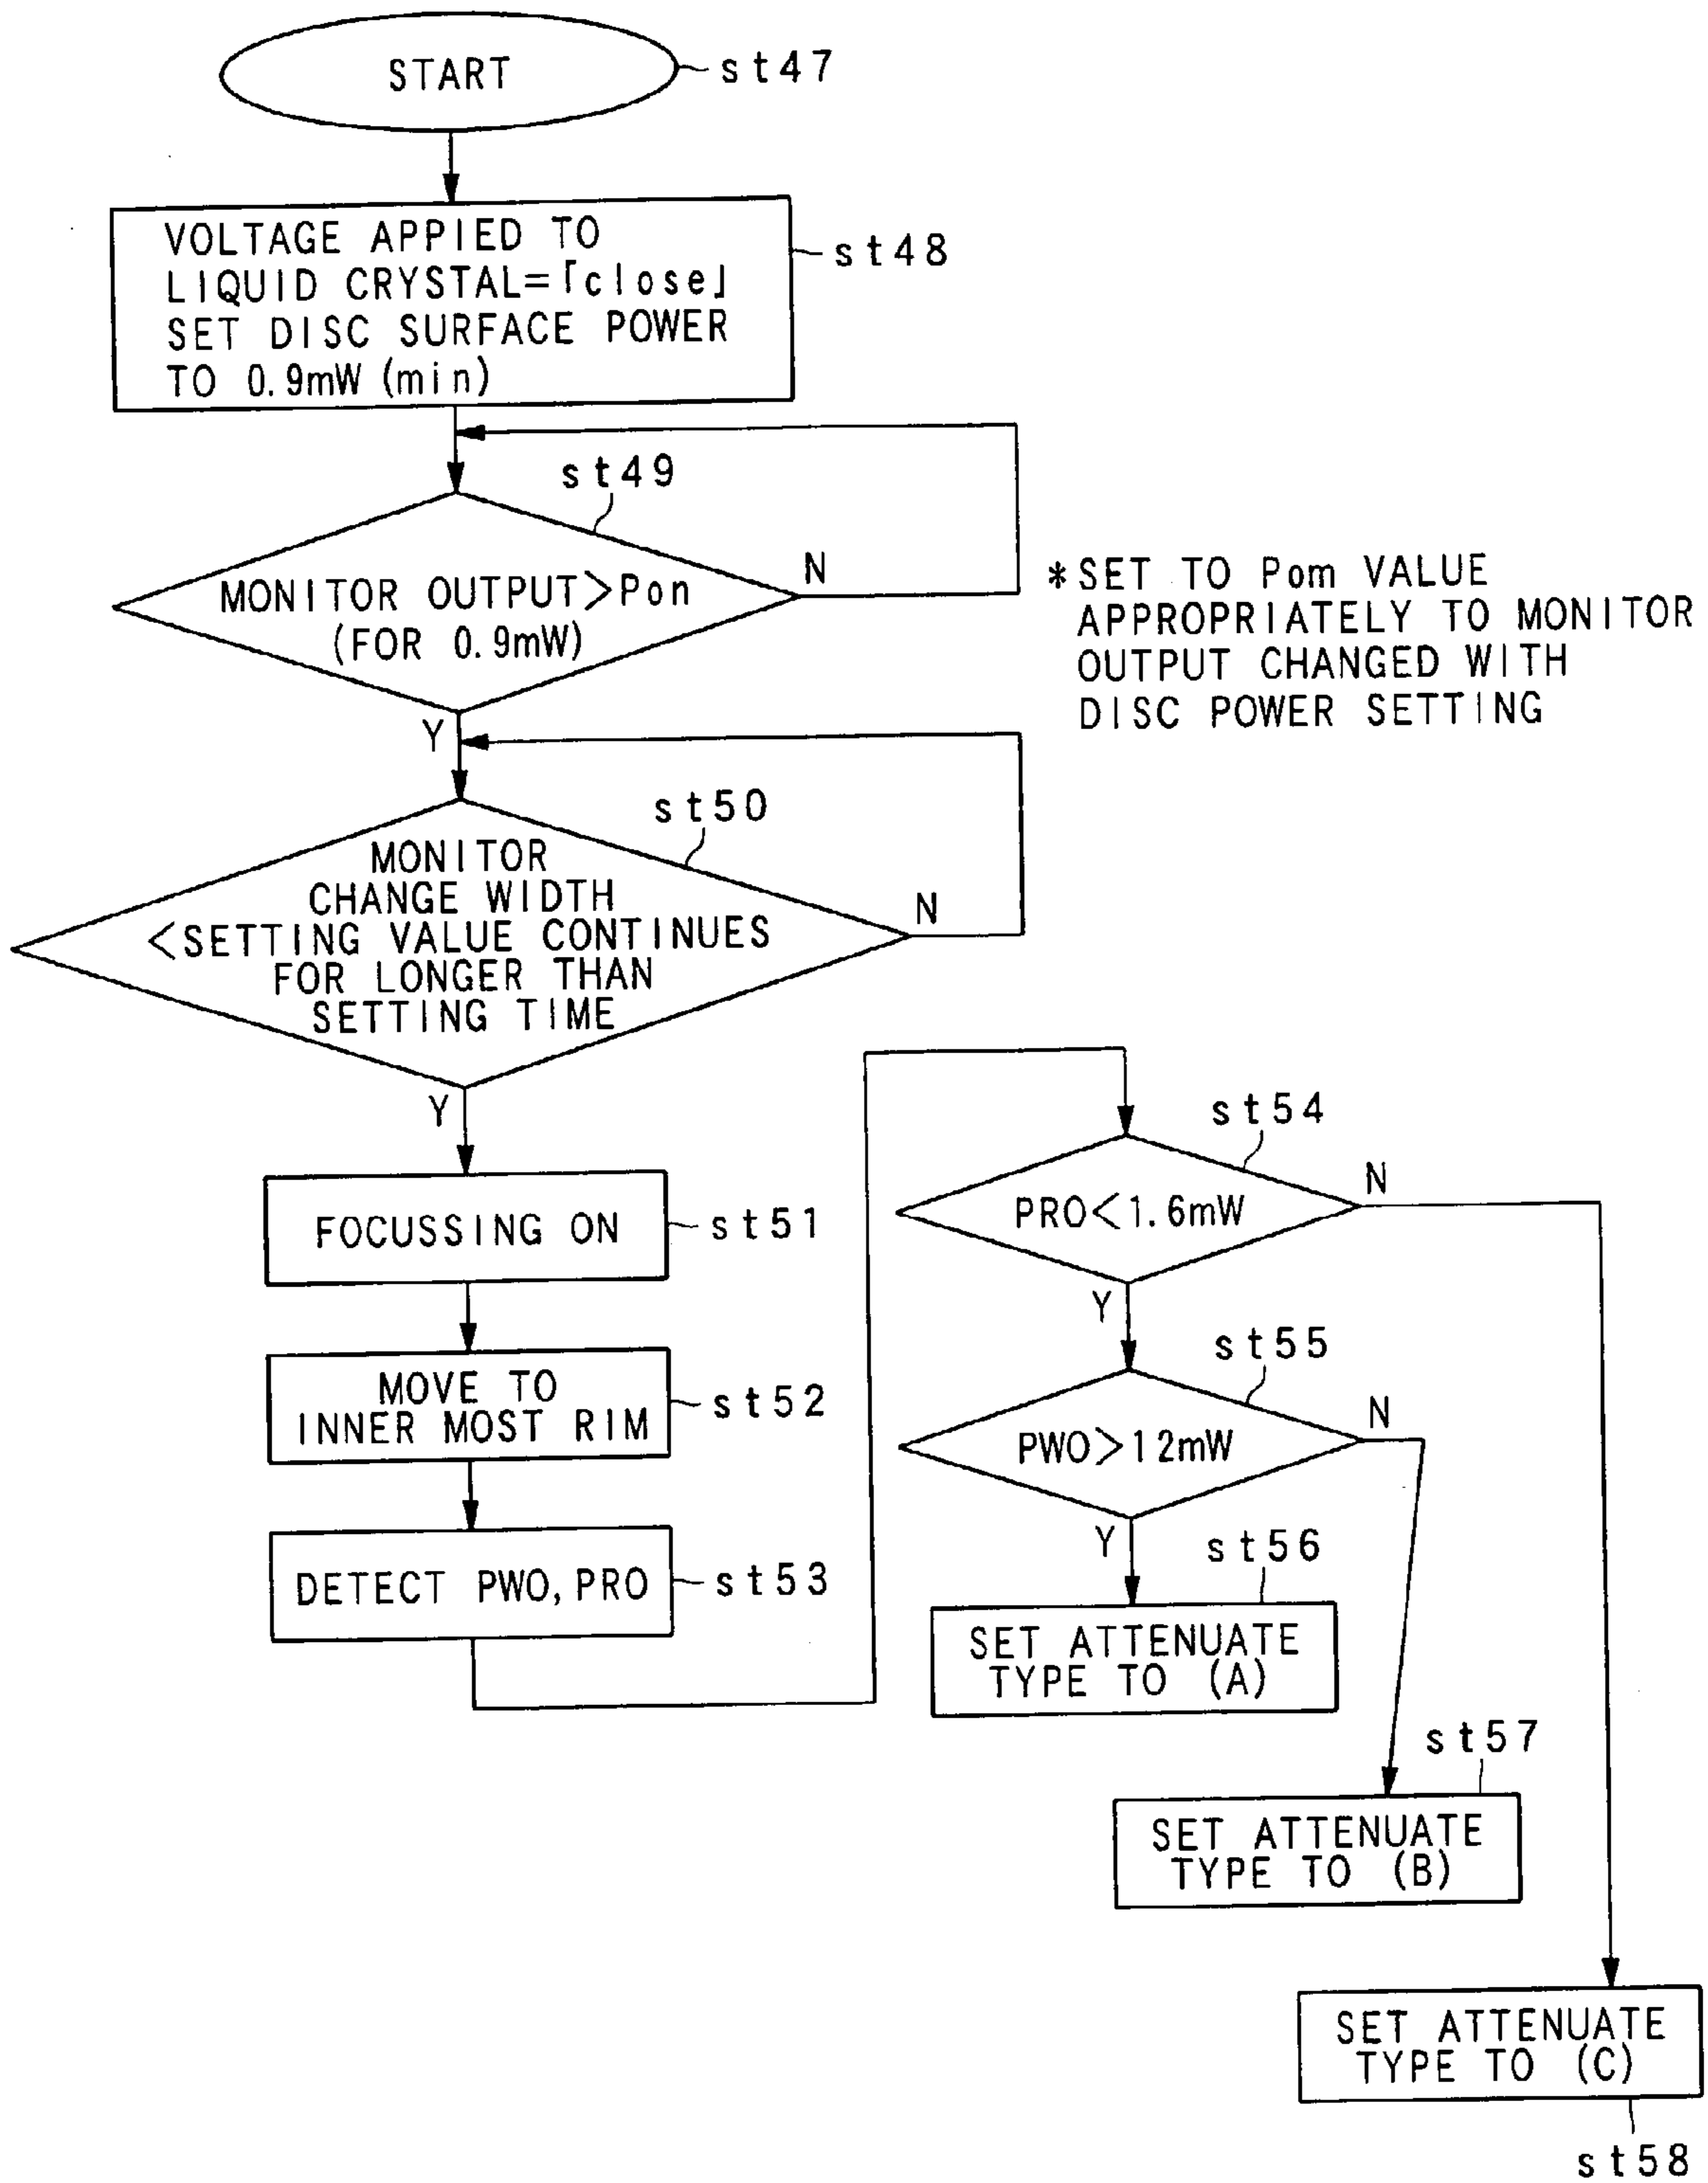 START
st47
VOLTAGE APPIED TO
LIQUID CRYSTAL=「close」
SET DISC SURFACE POWER
TO 0.9mW (min)
st48
st49
MONITOR OUTPUT>Pon
(FOR 0.9mW)
N
Y
*SET TO Pom VALUE
APPROPRIATELY TO MONITOR
OUTPUT CHANGED WITH
DISC POWER SETTING
st50
MONITOR
CHANGE WIDTH
<SETTING VALUE CONTINUES
FOR LONGER THAN
SETTING TIME
N
Y
FOCUSSING ON
st51
MOVE TO
INNER MOST RIM
st52
DETECT PWO, PRO
st53
st54
PRO<1.6mW
N
Y
st55
PWO>12mW
N
Y
st56
SET ATTENUATE
TYPE TO (A)
st57
SET ATTENUATE
TYPE TO (B)
SET ATTENUATE
TYPE TO (C)
st58